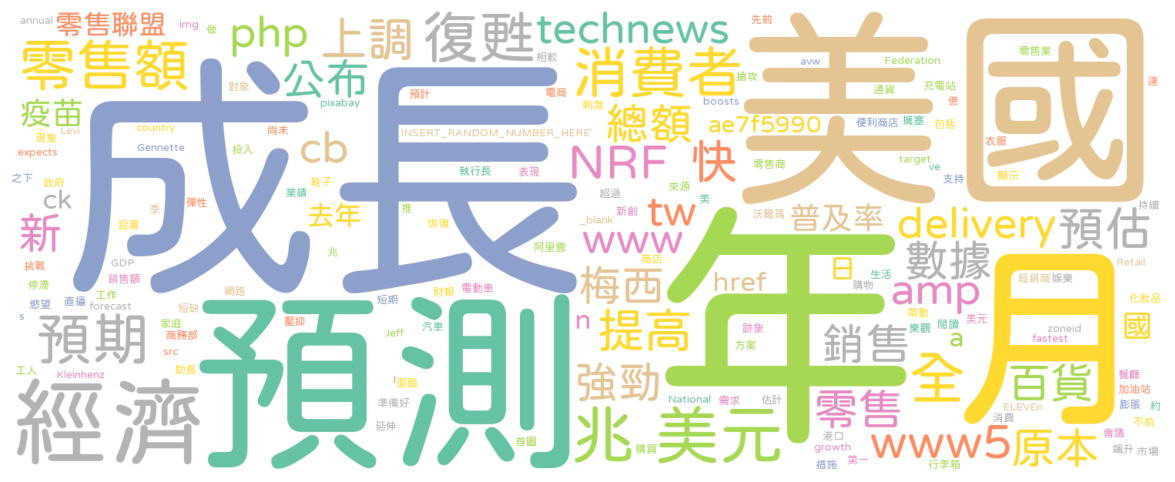 annual
零售聯盟
img
做
php
上調
復甦
technews
先前
零售額
公布
對象
相較
消費者
搶攻
avw
零售業
Federation
達
美國
疫苗
pixabay
預計
電商
刺激
boosts
充電站
通貨
億
現象
Levi
country
尚未
INSERT_RANDOM_NUMBER_HERE'
總額
ae7f5990
便利商店
擁塞
包括
expects
Gennette
投入
cb
執行長
表現
NRF
快
零售商
target
ve
衣服
顯示
之下
政府
業績
鞋子
超過
來源
美
支持
ck
設置
季
彈性
去年
推
恢復
_blank'
新創
tw
沃爾瑪
普及率
delivery
預估
持續
新
GDP
兆
阿里雲
www
成長
挑戰
銷售額
商店
日
生活
數據
Retail
停滯
工作
網路
財報
電動車
梅西
href
購物
amp
經銷商
娛樂
慾望
直播
forecast
短缺
短期
化妝品
s
家庭
壓抑
Jeff
汽車
n
提高
跡象
帶動
美元
樂觀
閱讀
zoneid
國
預期
商務部
src
方案
銷售
a
fastest
工人
Kleinhenz
助長
i
面臨
強勁
年
全
百貨
餐廳
月
加油站
經濟
預測
準備好
延伸
National
需求
估計
零售
ELEVEn
消費
膨脹
約
兆
美元
港口
growth
www5
原本
不前
會議
首圖
購買
措施
第一
行李箱
飆升
市場